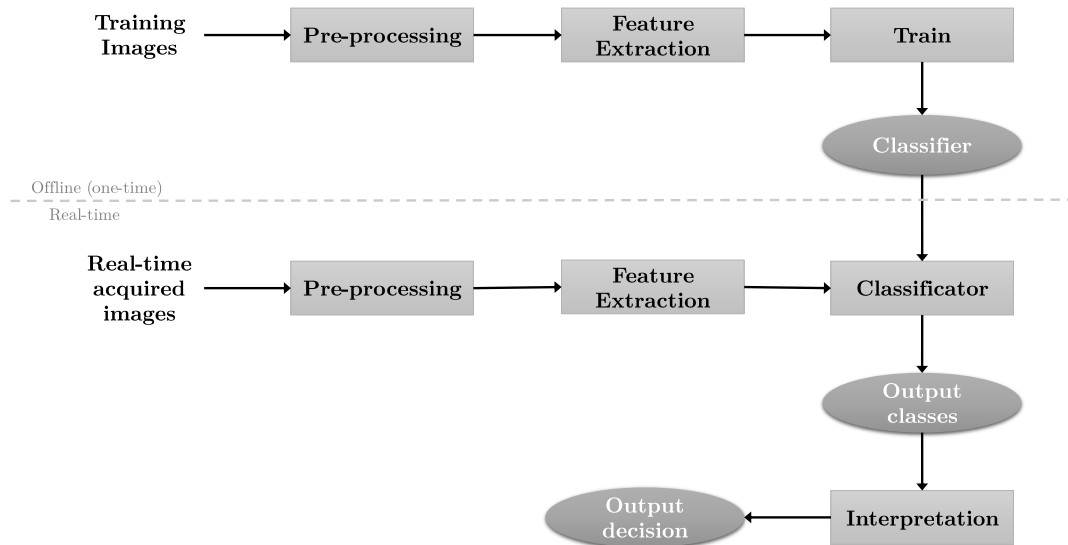 Training
Images
Pre-processing
Feature
Extraction
Train
Classifier
Offline (one-time)
Real-time
Real-time
acquired
images
Pre-processing
Feature
Extraction
Classificator
Output
classes
Output
decision
Interpretation